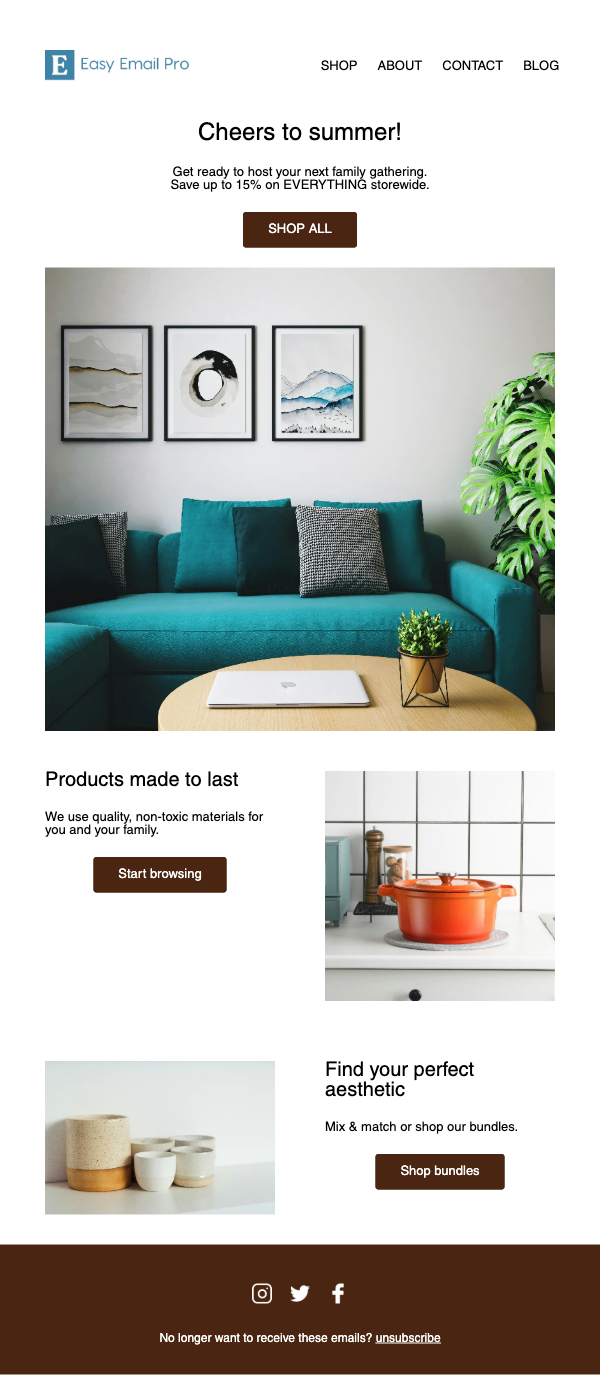 E Easy Email Pro
SHOP ABOUT CONTACT BLOG
Cheers to summer!
Get ready to host your next family gathering.
Save up to 15% on EVERYTHING storewide.
SHOP ALL
Products made to last
We use quality, non-toxic materials for
you and your family.
Start browsing
Find your perfect
aesthetic
Mix & match or shop our bundles.
Shop bundles
No longer want to receive these emails? unsubscribe